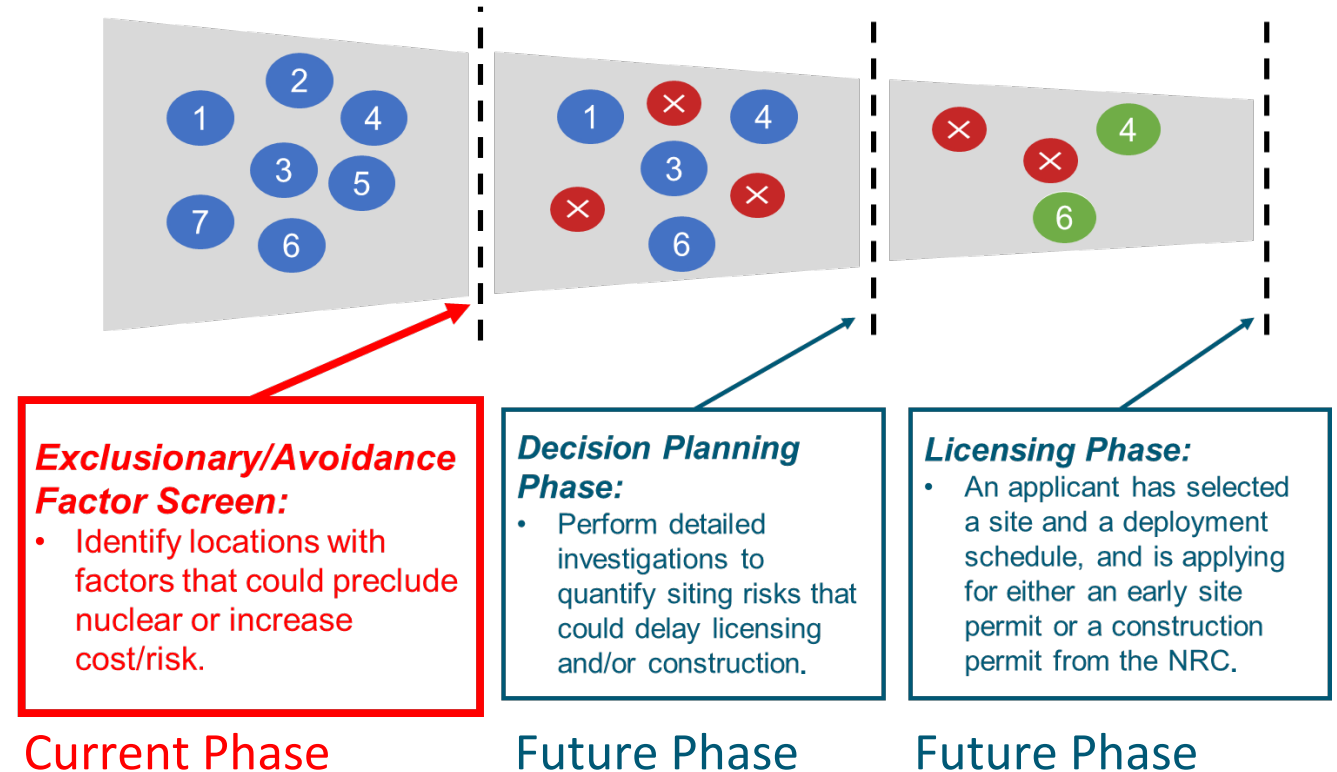 2
1
4
3
5
7
6
1
×
4
3
×
×
6
×
4
×
6
Exclusionary/Avoidance
Factor Screen:
• Identify locations with
factors that could preclude
nuclear or increase
cost/risk.
Decision Planning
Phase:
• Perform detailed
investigations to
quantify siting risks that
could delay licensing
and/or construction.
Licensing Phase:
• An applicant has selected
a site and a deployment
schedule, and is applying
for either an early site
permit or a construction
permit from the NRC.
Current Phase
Future Phase
Future Phase